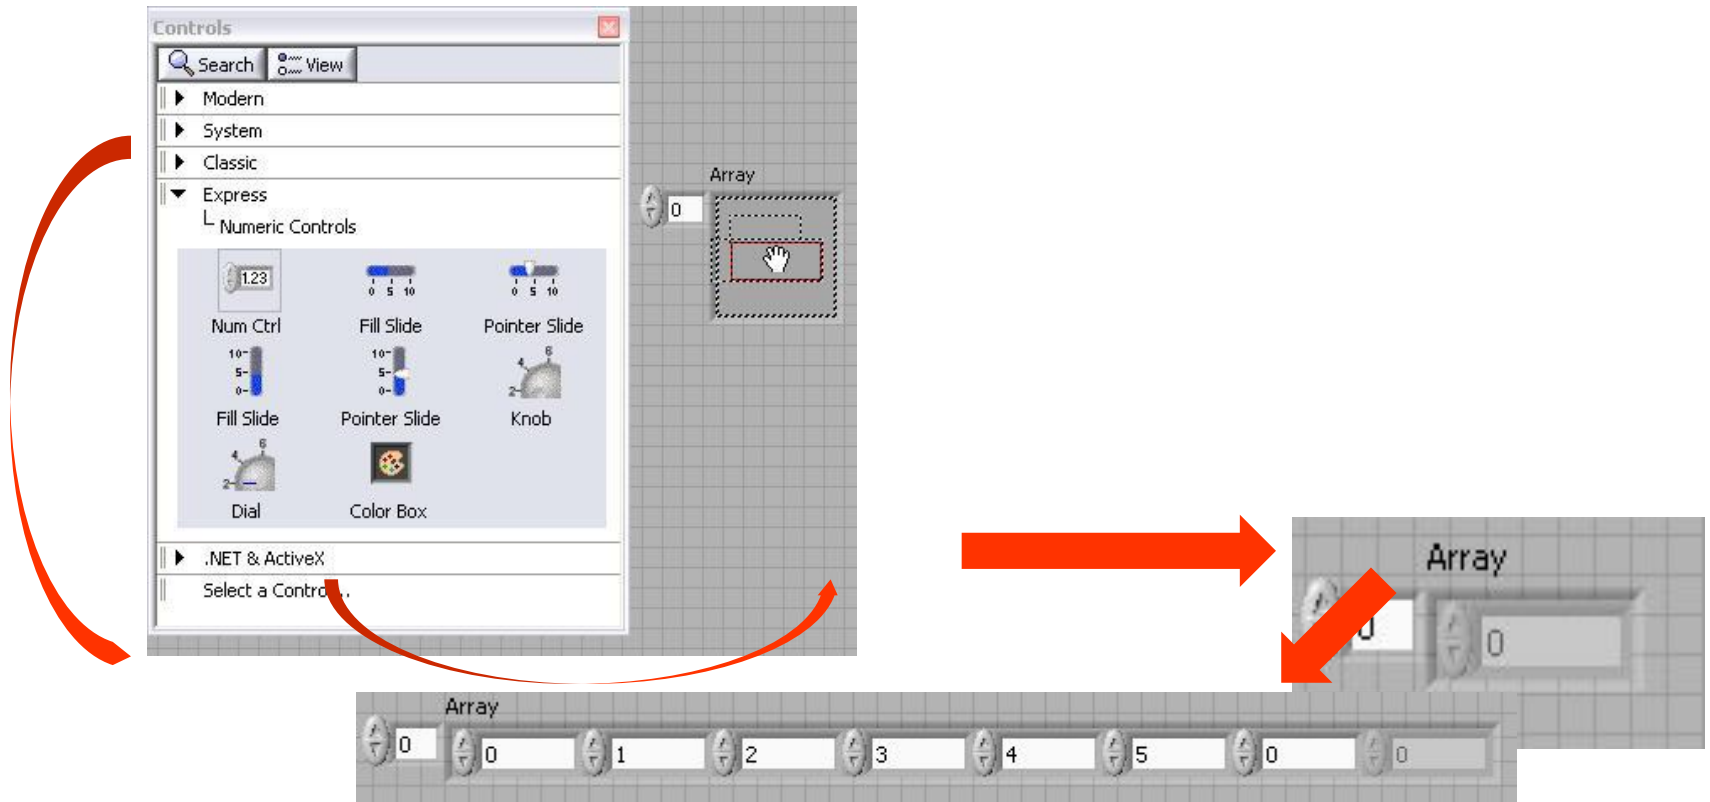 Controls
Search View
Modern
System
Classic
Express
Numeric Controls
1.23
0 5 10
0 5 10
Num Ctrl Fill Slide Pointer Slide
10-
5-
0-
10-
5-
0-
2- 4 6
Fill Slide Pointer Slide Knob
2- 4 6
Dial Color Box
.NET & ActiveX
Select a Contro..
Array
0
Array
0 0
Array
0 0 1 2 3 4 5 0 0